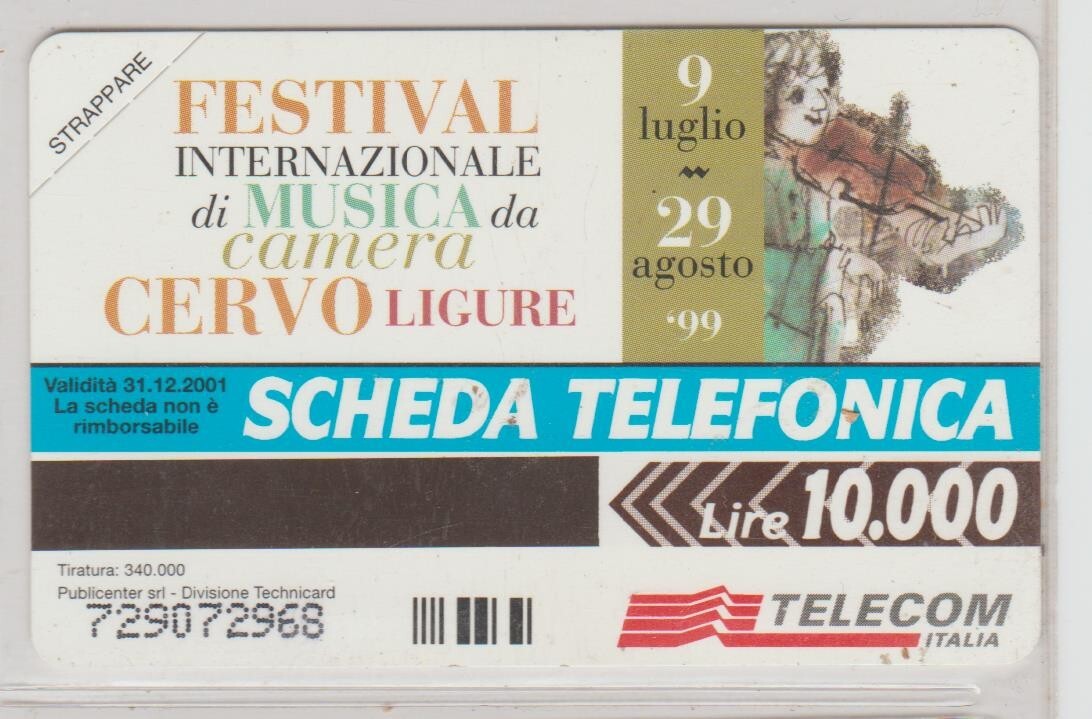 STRAPPARE
FESTIVAL
INTERNAZIONALE
di MUSICA da
camera
CERVO LIGURE
9
luglio
29
agosto
'99
Validità 31.12.2001
La scheda non è
rimborsabile
SCHEDA TELEFONICA
Lire 10.000
Tiratura: 340.000
Publicenter srl - Divisione Technicard
729072968
TELECOM
ITALIA